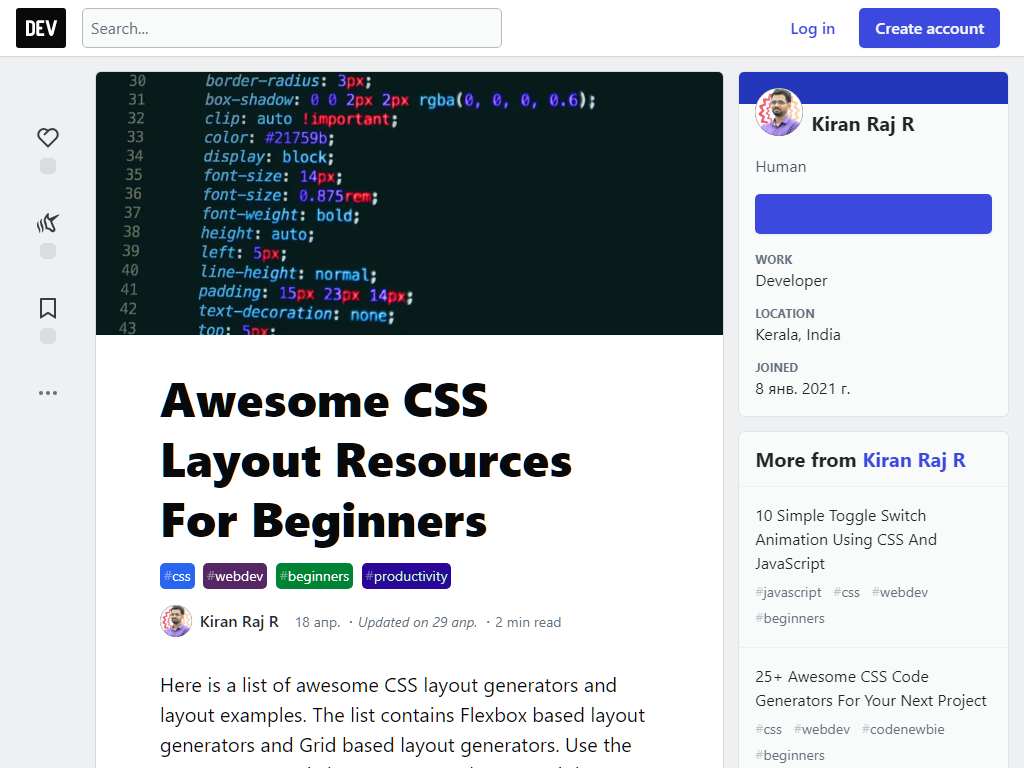 DEV
Search...
Log in
Create account
30 border-radius: 3px;
31 box-shadow: 0 0 2px 2px rgba(0, 0, 0, 0.6);
32 clip: auto !important;
33 color: #21759b;
34 display: block;
35 font-size: 14px;
36 font-size: 0.875rem;
37 font-weight: bold;
38 height: auto;
39 left: 5px;
40 line-height: normal;
41 padding: 15px 23px 14px;
42 text-decoration: none;
43 top: 5px;
Awesome CSS
Layout Resources
For Beginners
#css #webdev #beginners #productivity
Kiran Raj R 18 апр. · Updated on 29 апр. · 2 min read
Here is a list of awesome CSS layout generators and
layout examples. The list contains Flexbox based layout
generators and Grid based layout generators. Use the
Kiran Raj R
Human
WORK
Developer
LOCATION
Kerala, India
JOINED
8 янв. 2021 г.
More from Kiran Raj R
10 Simple Toggle Switch
Animation Using CSS And
JavaScript
#javascript #css #webdev
#beginners
25+ Awesome CSS Code
Generators For Your Next Project
#css #webdev #codenewbie
#beginners